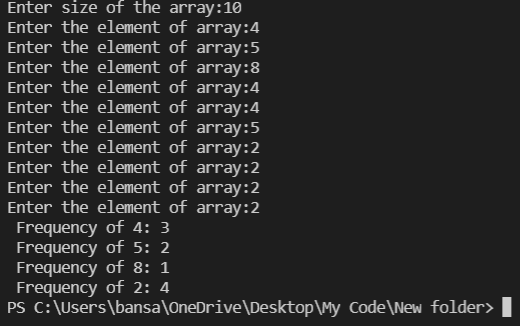 Enter size of the array:10
Enter the element of array:4
Enter the element of array:5
Enter the element of array:8
Enter the element of array:4
Enter the element of array:4
Enter the element of array:5
Enter the element of array:2
Enter the element of array:2
Enter the element of array:2
Enter the element of array:2
 Frequency of 4: 3
 Frequency of 5: 2
 Frequency of 8: 1
 Frequency of 2: 4
PS C:\Users\bansa\OneDrive\Desktop\My Code\New folder>